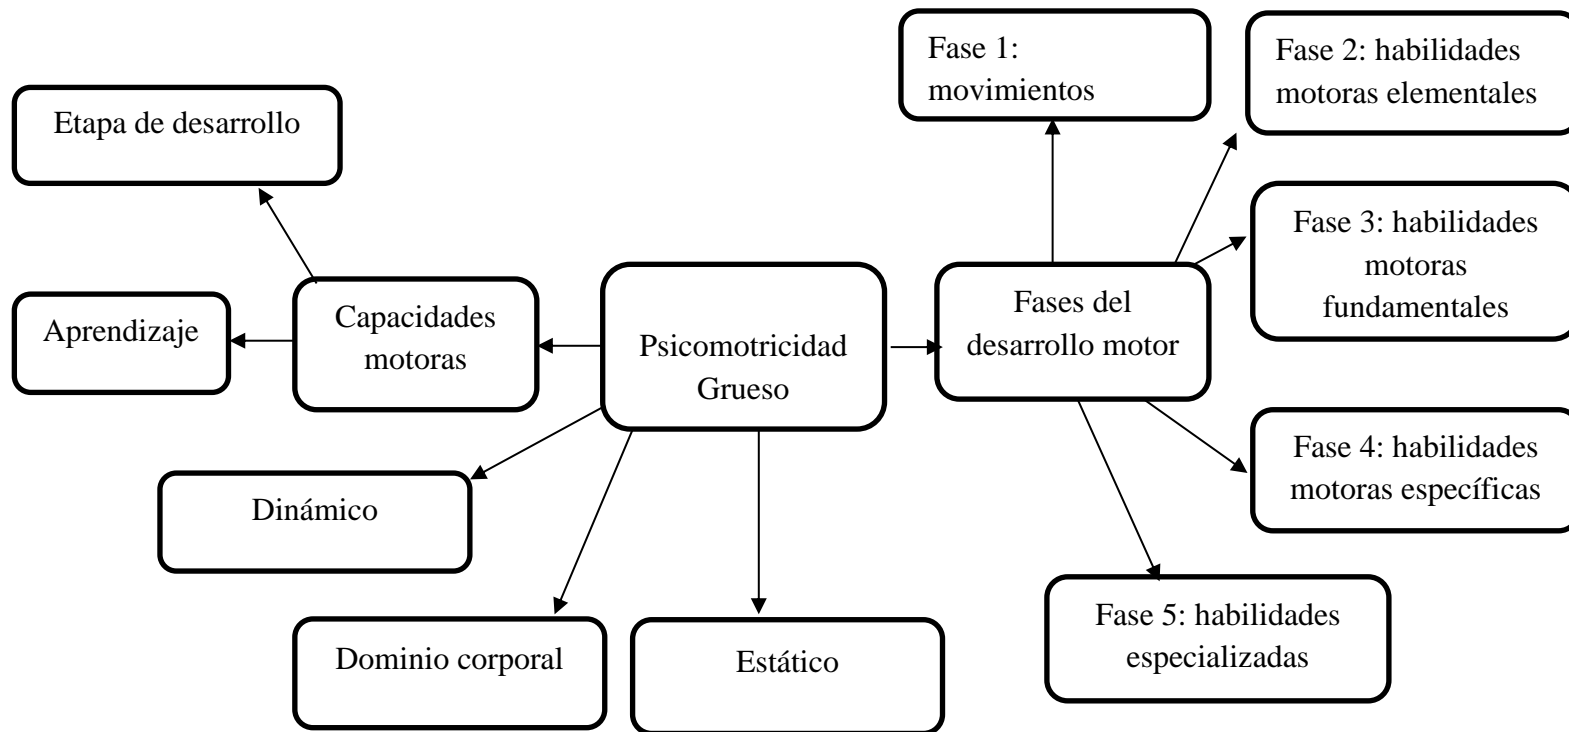 Fase 1:
movimientos
Fase 2: habilidades
motoras elementales
Etapa de desarrollo
Fase 3: habilidades
motoras
fundamentales
Aprendizaje
Capacidades
motoras
Psicomotricidad
Grueso
Fases del
desarrollo motor
Fase 4: habilidades
motoras específicas
Dinámico
Fase 5: habilidades
especializadas
Dominio corporal
Estático